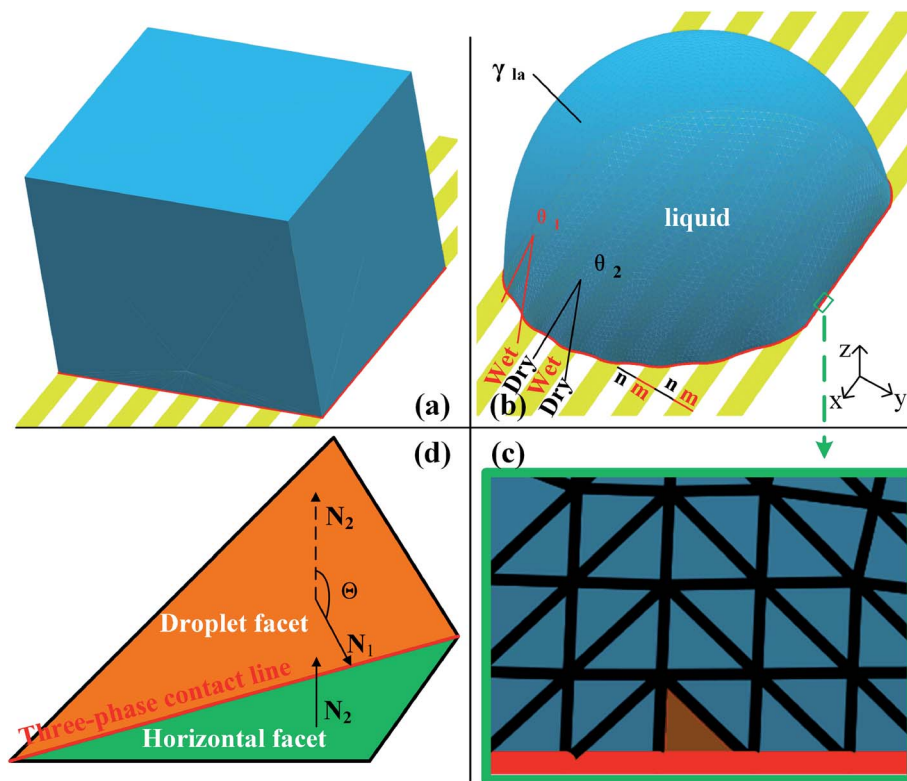 (a)
γ la
liquid
θ 1
θ 2
Wet
Dry
Wet
Dry
n m n m
(b)
z
x
y
(d)
N2
Θ
Droplet facet
N1
Three-phase contact line
N2
Horizontal facet
(c)